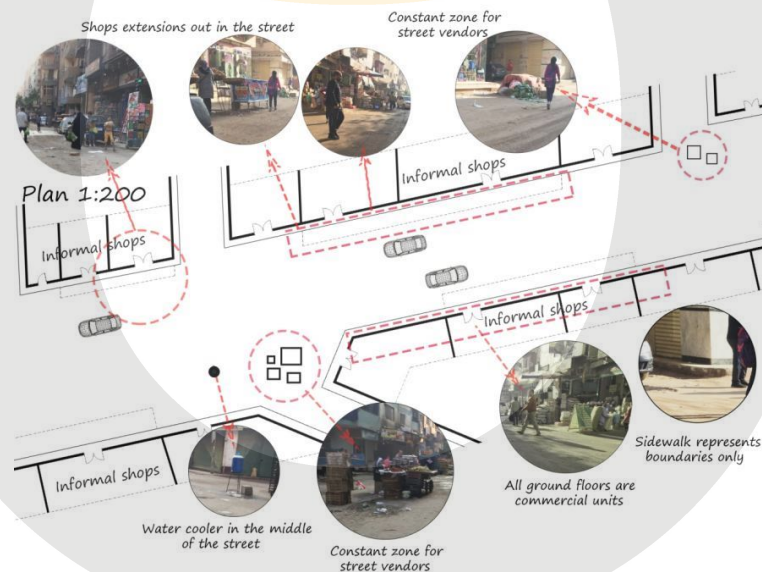 Shops extensions out in the street
Constant zone for
street vendors
Plan 1:200
Informal shops
Informal shops
Informal shops
Informal shops
Water cooler in the middle
of the street
Constant zone for
street vendors
All ground floors are
commercial units
Sidewalk represents
boundaries only